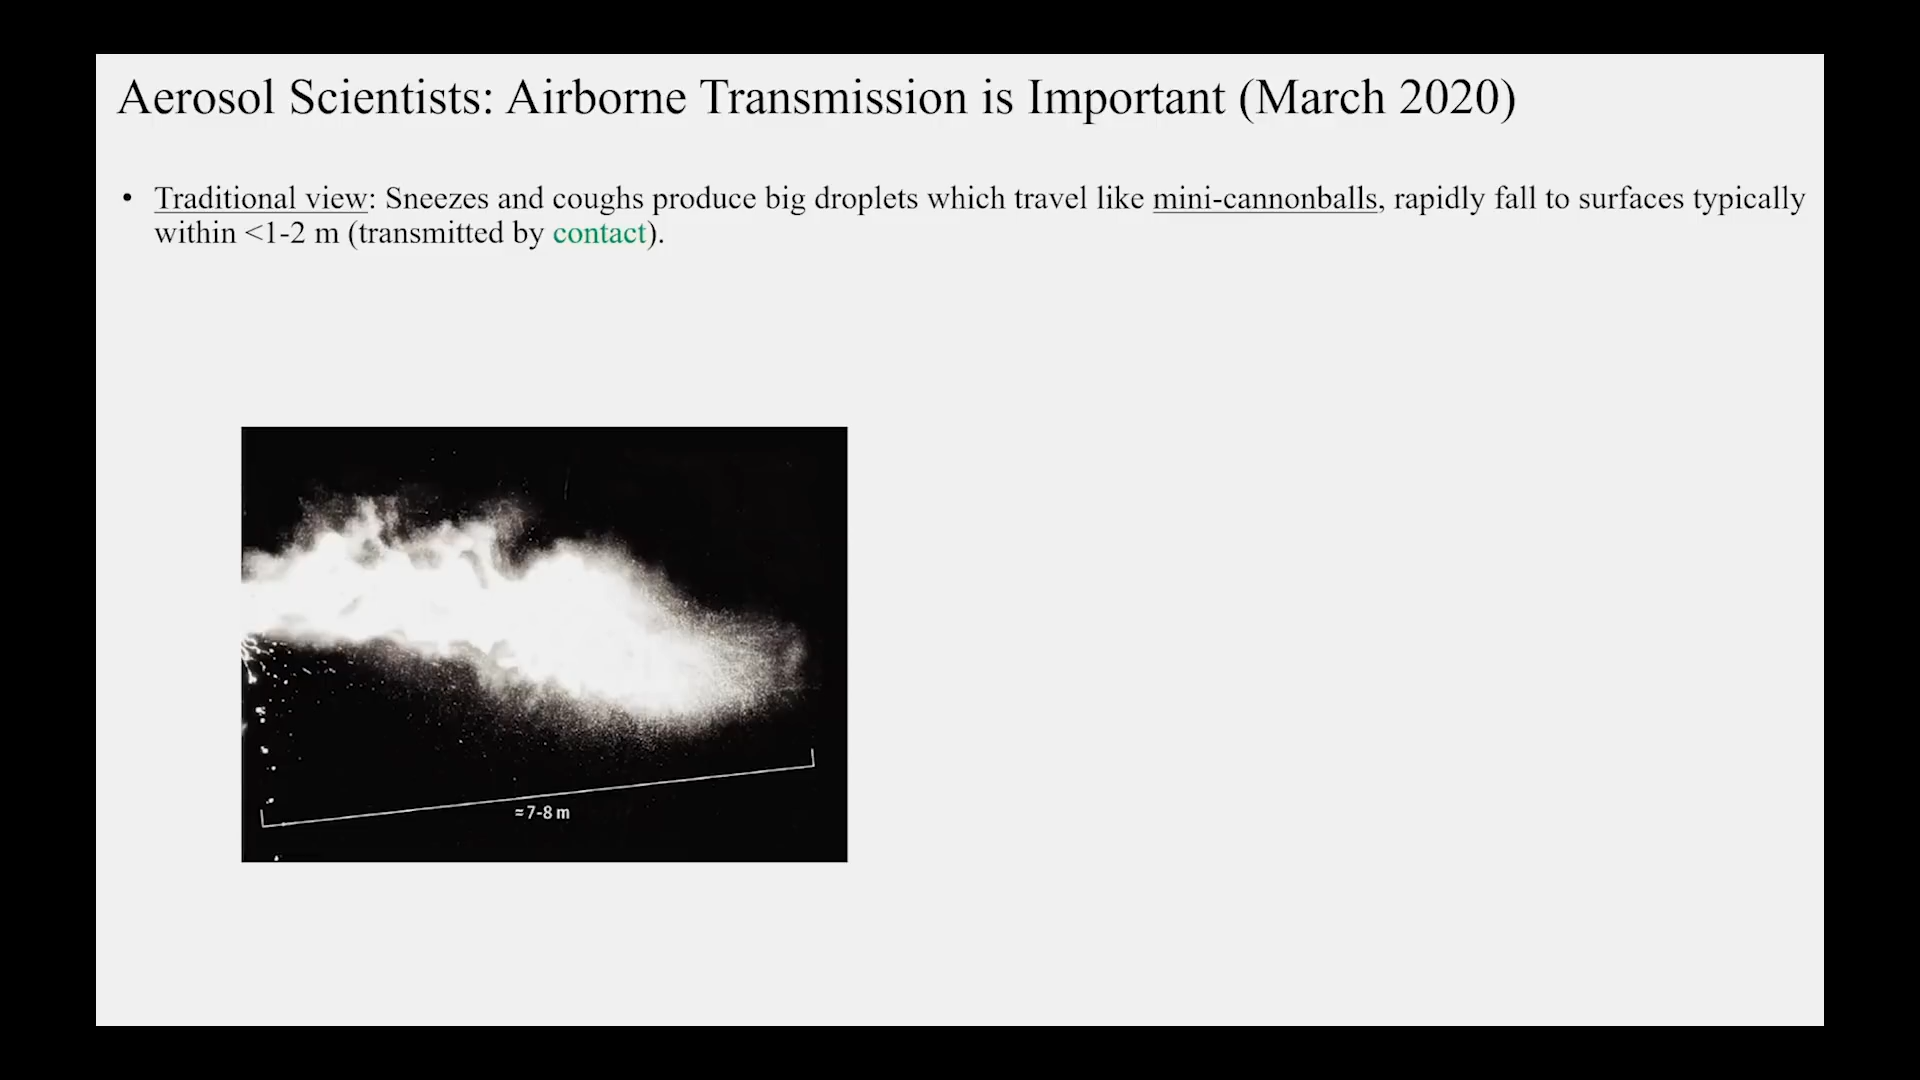 Aerosol Scientists: Airborne Transmission is Important (March 2020)
• Traditional view: Sneezes and coughs produce big droplets which travel like mini-cannonballs, rapidly fall to surfaces typically
within <1-2 m (transmitted by contact).
≈7-8 m